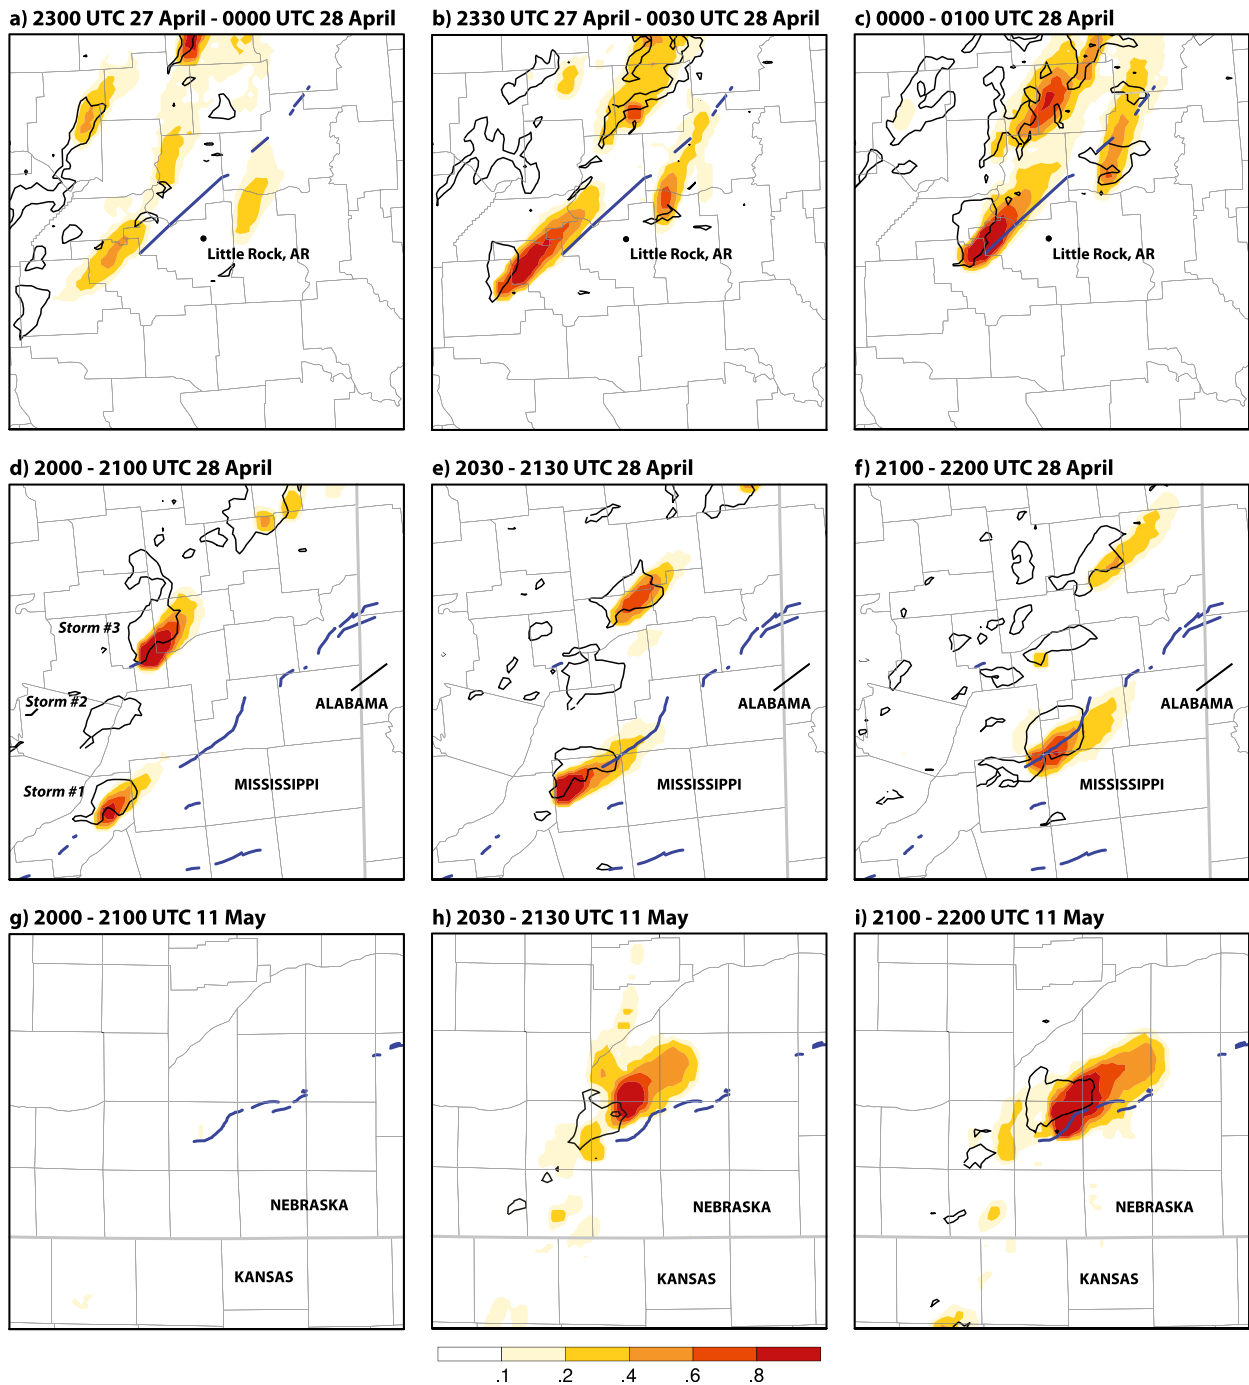 a) 2300 UTC 27 April - 0000 UTC 28 April
b) 2330 UTC 27 April - 0030 UTC 28 April
c) 0000 - 0100 UTC 28 April
Little Rock, AR
Little Rock, AR
Little Rock, AR
d) 2000 - 2100 UTC 28 April
e) 2030 - 2130 UTC 28 April
f) 2100 - 2200 UTC 28 April
Storm #3
Storm #2
ALABAMA
Storm #1
MISSISSIPPI
ALABAMA
MISSISSIPPI
ALABAMA
MISSISSIPPI
g) 2000 - 2100 UTC 11 May
h) 2030 - 2130 UTC 11 May
i) 2100 - 2200 UTC 11 May
NEBRASKA
KANSAS
NEBRASKA
KANSAS
NEBRASKA
KANSAS
.1 .2 .4 .6 .8